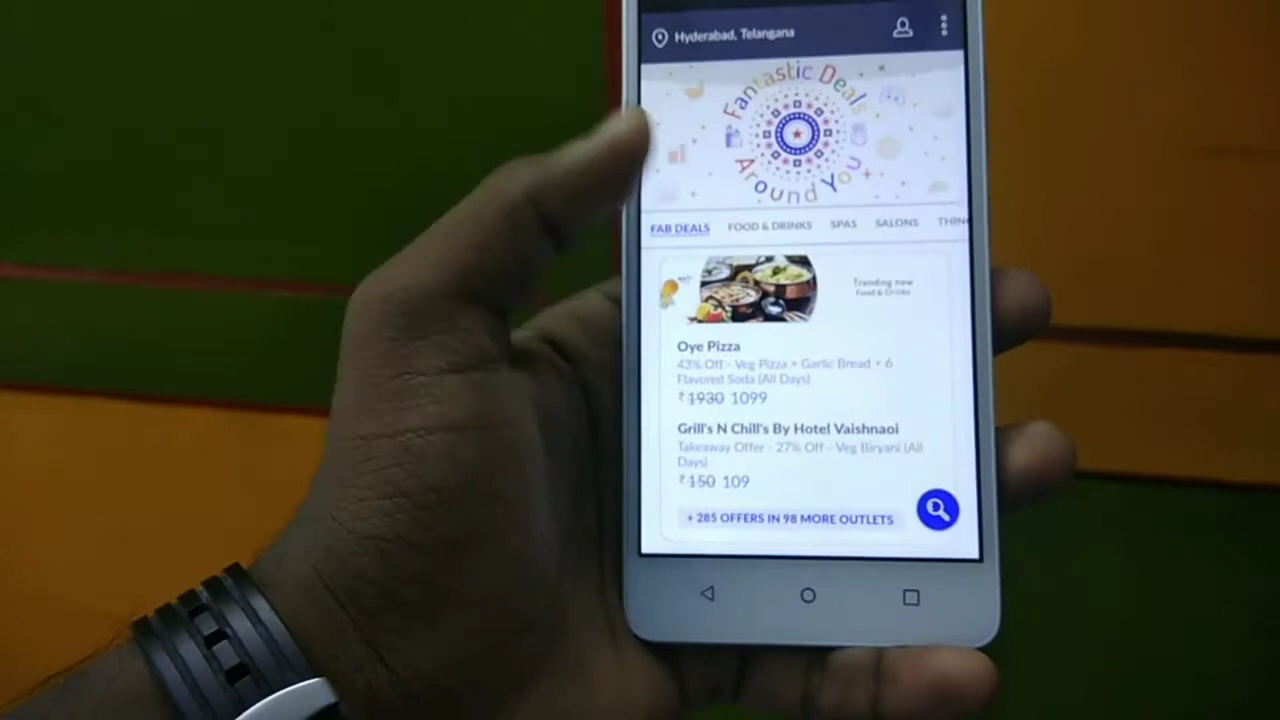 Hyderabad, Telangana
Fantastic Deals
Around You
FAB DEALS FOOD & DRINKS SPAS SALONS THIN
Trending now
Food & Drinks
Oye Pizza
43% Off - Veg Pizza + Garlic Bread + 6
Flavored Soda (All Days)
₹ 1930 1099
Grill's N Chill's By Hotel Vaishnaoi
Takeaway Offer - 27% Off - Veg Biryani (All
Days)
₹ 150 109
+ 285 OFFERS IN 98 MORE OUTLETS